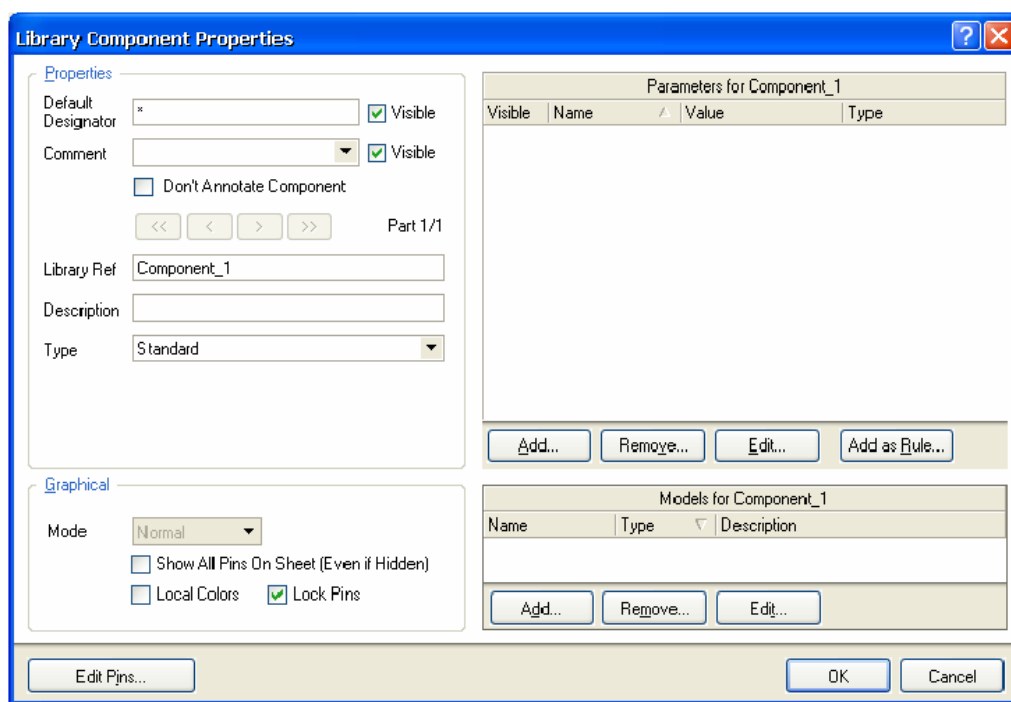 Library Component Properties
Properties
Default Designator
*
Visible
Comment
Visible
Don't Annotate Component
<<
<
>
>>
Part 1/1
Library Ref
Component_1
Description
Type
Standard
Parameters for Component_1
Visible Name Value Type
Add... Remove... Edit... Add as Rule...
Graphical
Mode
Normal
Show All Pins On Sheet (Even if Hidden)
Local Colors Lock Pins
Models for Component_1
Name Type Description
Add... Remove... Edit...
Edit Pins... OK Cancel